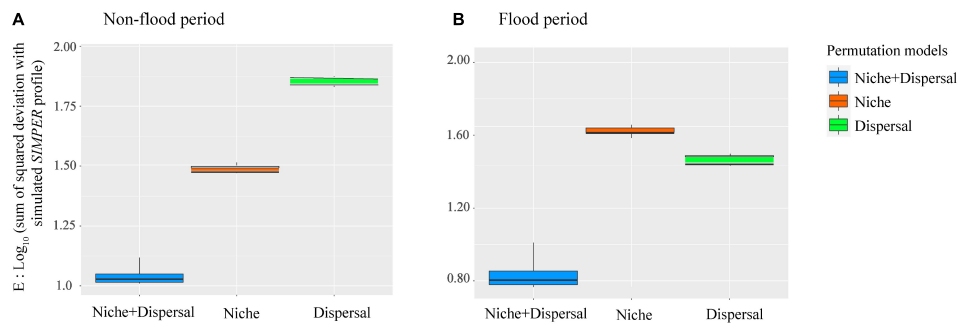 A
Non-flood period
B
Flood period
E : Log10 (sum of squared deviation with
simulated SIMPER profile)
2.00
1.75
1.50
1.25
1.0
Niche+Dispersal
Niche
Dispersal
2.00
1.60
1.20
0.80
Niche+Dispersal
Niche
Dispersal
Permutation models
Niche+Dispersal
Niche
Dispersal